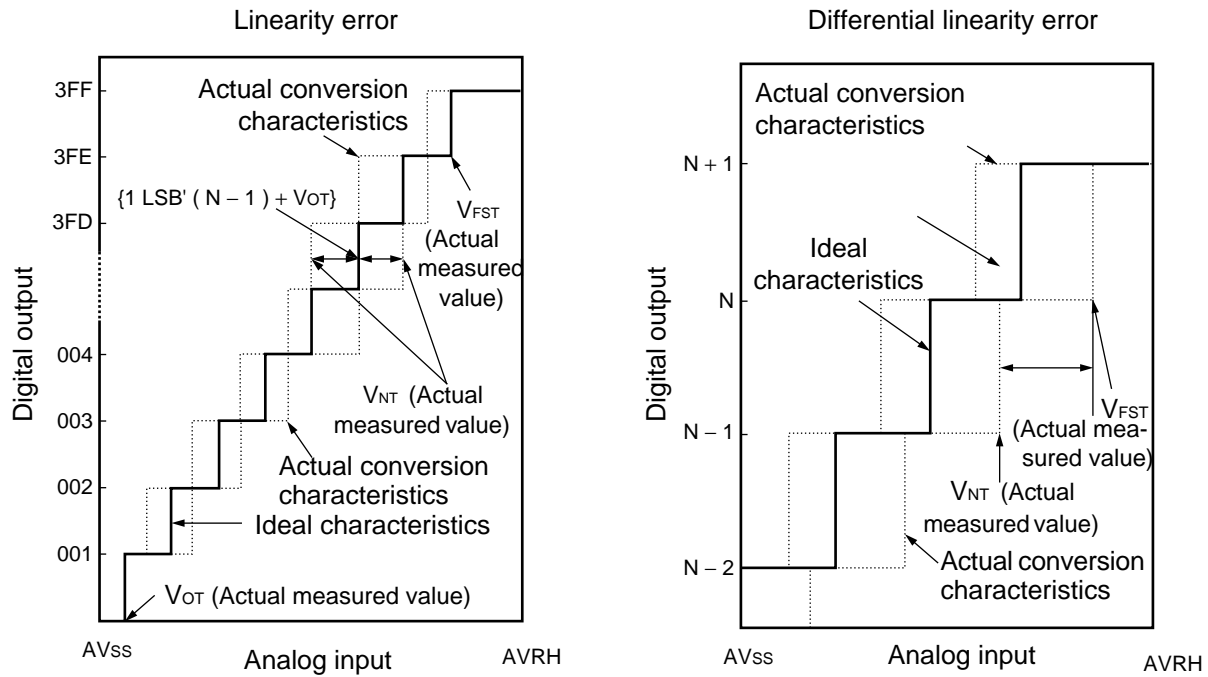 Linearity error
3FF
3FE
3FD
004
003
002
001
Digital output
Actual conversion
characteristics
{1 LSB' ( N − 1 ) + VOT}
VFST
(Actual
measured
value)
VNT (Actual
measured value)
Actual conversion
characteristics
Ideal characteristics
VOT (Actual measured value)
AVSS
Analog input
AVRH
Differential linearity error
N + 1
N
N − 1
N − 2
Digital output
Actual conversion
characteristics
Ideal
characteristics
VFST
(Actual mea-
sured value)
VNT (Actual
measured value)
Actual conversion
characteristics
AVSS
Analog input
AVRH